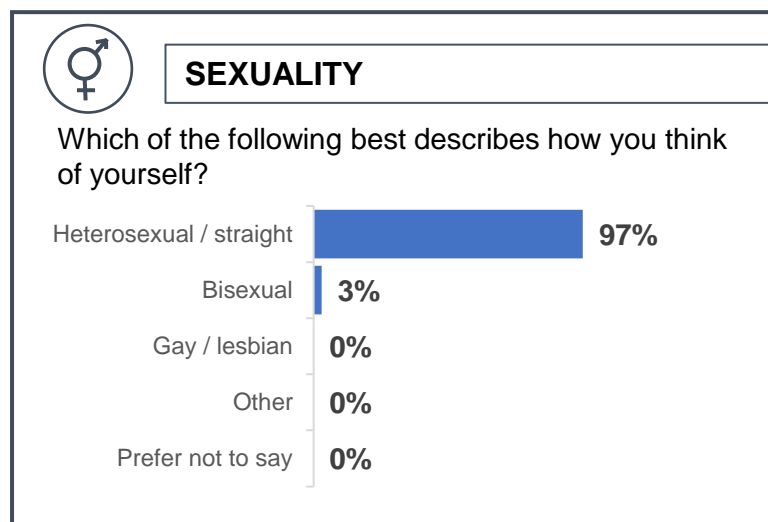 SEXUALITY
Which of the following best describes how you think
of yourself?
Heterosexual / straight 97%
Bisexual 3%
Gay / lesbian 0%
Other 0%
Prefer not to say 0%